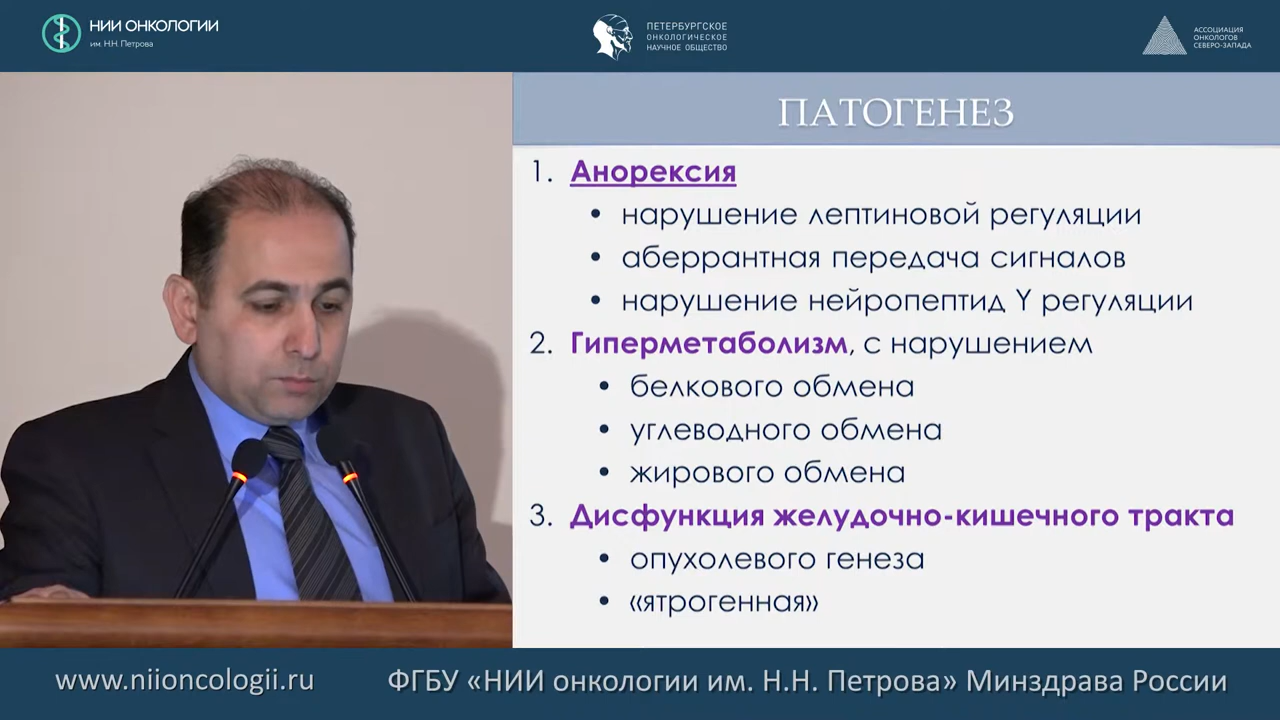 НИИ ОНКОЛОГИИ
им. Н.Н. Петрова
ПЕТЕРБУРГСКОЕ
ОНКОЛОГИЧЕСКОЕ
НАУЧНОЕ ОБЩЕСТВО
АССОЦИАЦИЯ
ОНКОЛОГОВ
СЕВЕРО-ЗАПАДА
ПАТОГЕНЕЗ
1. Анорексия
• нарушение лептиновой регуляции
• аберрантная передача сигналов
• нарушение нейропептид Y регуляции
2. Гиперметаболизм, с нарушением
• белкового обмена
• углеводного обмена
• жирового обмена
3. Дисфункция желудочно-кишечного тракта
• опухолевого генеза
• «ятрогенная»
www.niioncologii.ru
ФГБУ «НИИ онкологии им. Н.Н. Петрова» Минздрава России